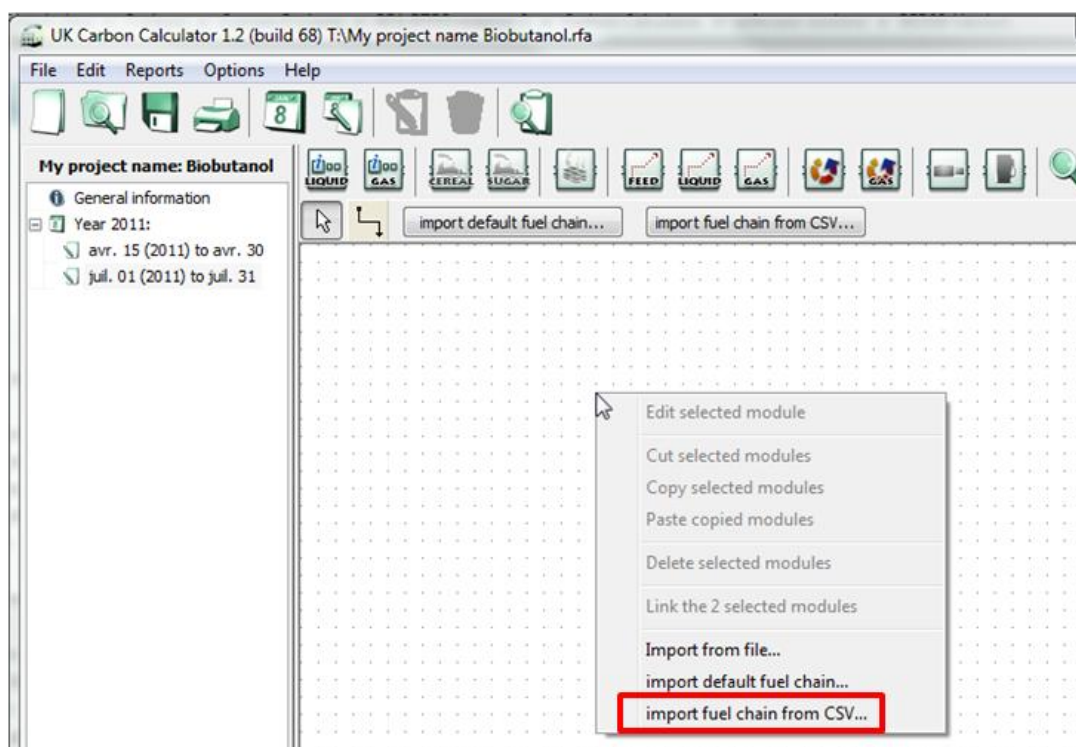 UK Carbon Calculator 1.2 (build 68) T:\My project name Biobutanol.rfa
File Edit Reports Options Help
8
My project name: Biobutanol
LIQUID GAS CEREAL SUGAR FEED LIQUID GAS GAS
General information
Year 2011:
import default fuel chain... import fuel chain from CSV...
avr. 15 (2011) to avr. 30
juil. 01 (2011) to juil. 31
Edit selected module
Cut selected modules
Copy selected modules
Paste copied modules
Delete selected modules
Link the 2 selected modules
Import from file...
import default fuel chain...
import fuel chain from CSV...